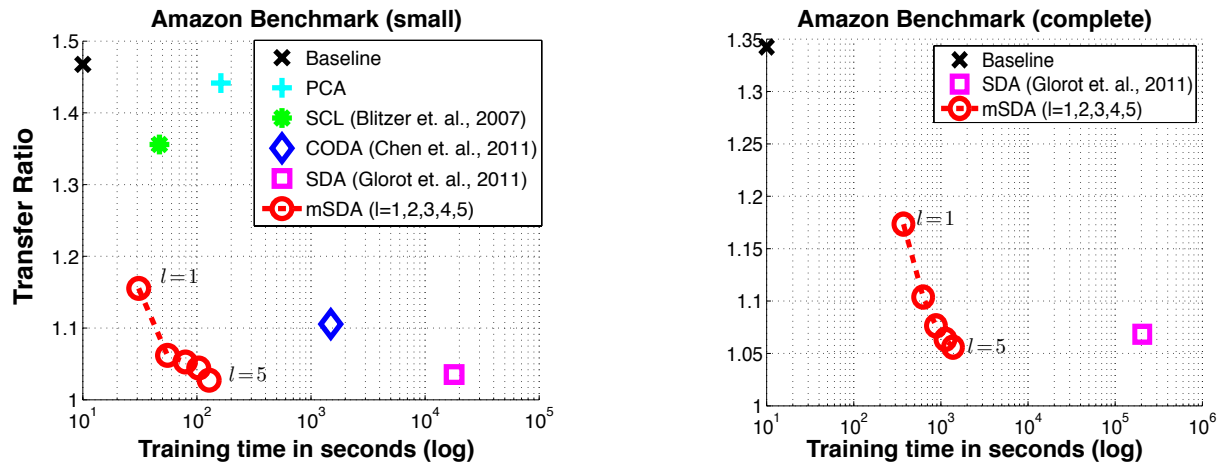 Amazon Benchmark (small)
1.5
1.4
1.3
1.2
1.1
1
Transfer Ratio
Baseline
PCA
SCL (Blitzer et. al., 2007)
CODA (Chen et. al., 2011)
SDA (Glorot et. al., 2011)
mSDA (l=1,2,3,4,5)
l=1
l=5
10^1
10^2
10^3
10^4
10^5
Training time in seconds (log)
Amazon Benchmark (complete)
1.35
1.3
1.25
1.2
1.15
1.1
1.05
1
Baseline
SDA (Glorot et. al., 2011)
mSDA (l=1,2,3,4,5)
l=1
l=5
10^1
10^2
10^3
10^4
10^5
10^6
Training time in seconds (log)